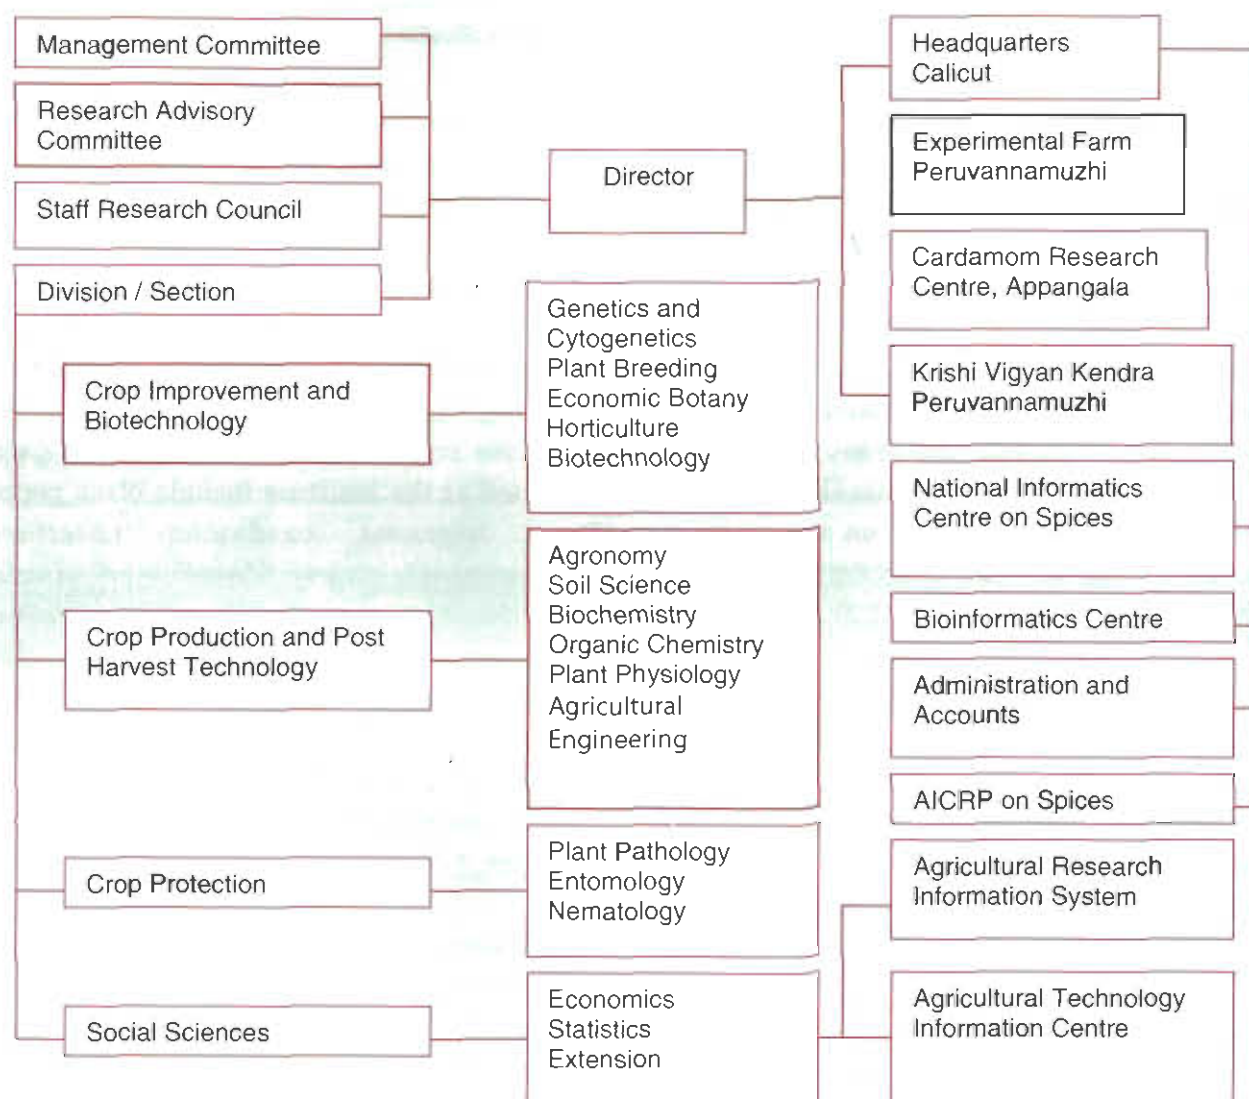 Management Committee
Research Advisory
Committee
Staff Research Council
Division / Section
Director
Headquarters
Calicut
Experimental Farm
Peruvannamuzhi
Cardamom Research
Centre, Appangala
Krishi Vigyan Kendra
Peruvannamuzhi
National Informatics
Centre on Spices
Bioinformatics Centre
Administration and
Accounts
AICRP on Spices
Crop Improvement and
Biotechnology
Genetics and
Cytogenetics
Plant Breeding
Economic Botany
Horticulture
Biotechnology
Crop Production and Post
Harvest Technology
Agronomy
Soil Science
Biochemistry
Organic Chemistry
Plant Physiology
Agricultural
Engineering
Crop Protection
Plant Pathology
Entomology
Nematology
Social Sciences
Economics
Statistics
Extension
Agricultural Research
Information System
Agricultural Technology
Information Centre